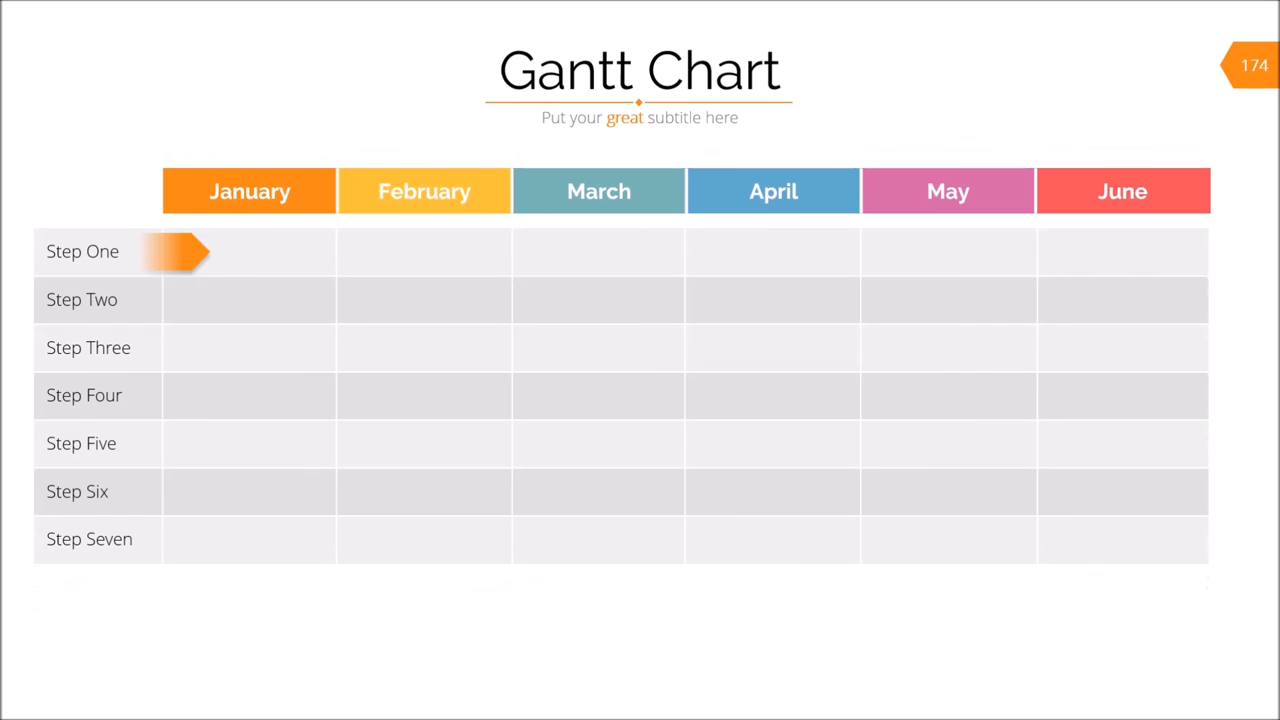 Gantt Chart
174
Put your great subtitle here
January February March April May June
Step One
Step Two
Step Three
Step Four
Step Five
Step Six
Step Seven